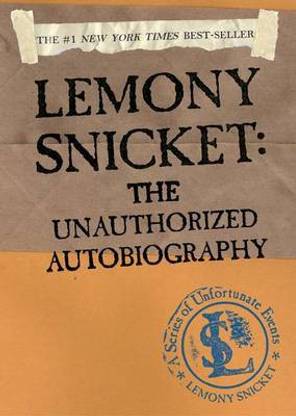 THE #1 NEW YORK TIMES BEST-SELLER
LEMONY
SNICKET:
THE
UNAUTHORIZED
AUTOBIOGRAPHY
A Series of Unfortunate Events
LS
* LEMONY SNICKET *